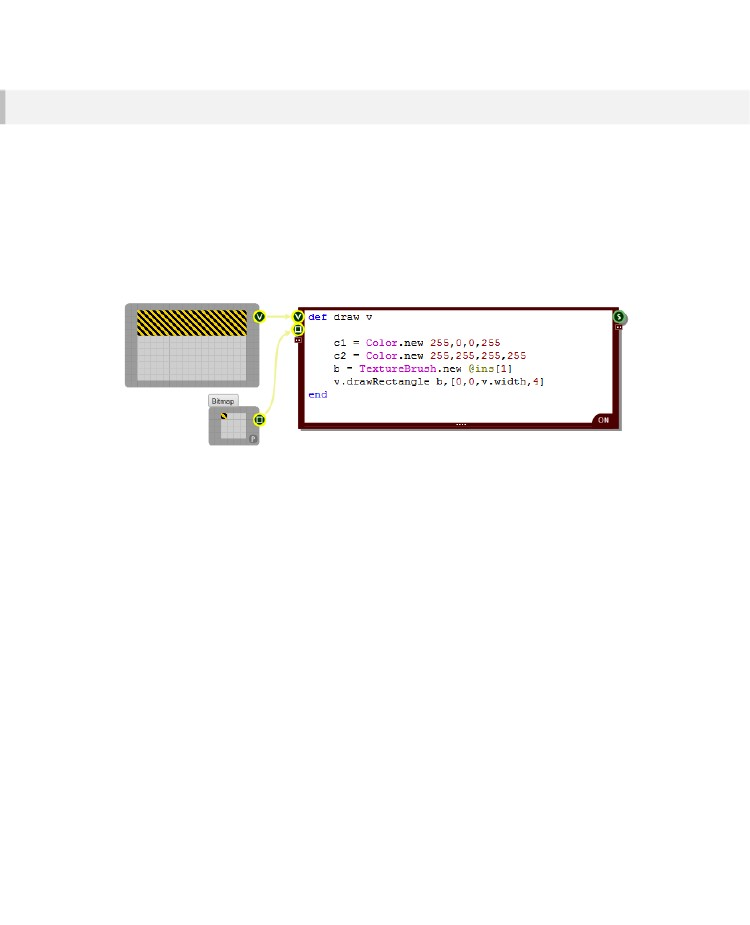 V
V
def draw v
S
c1 = Color.new 255,0,0,255
c2 = Color.new 255,255,255,255
b = TextureBrush.new @ins[1]
v.drawRectangle b,[0,0,v.width,4]
end
Bitmap
ON
P